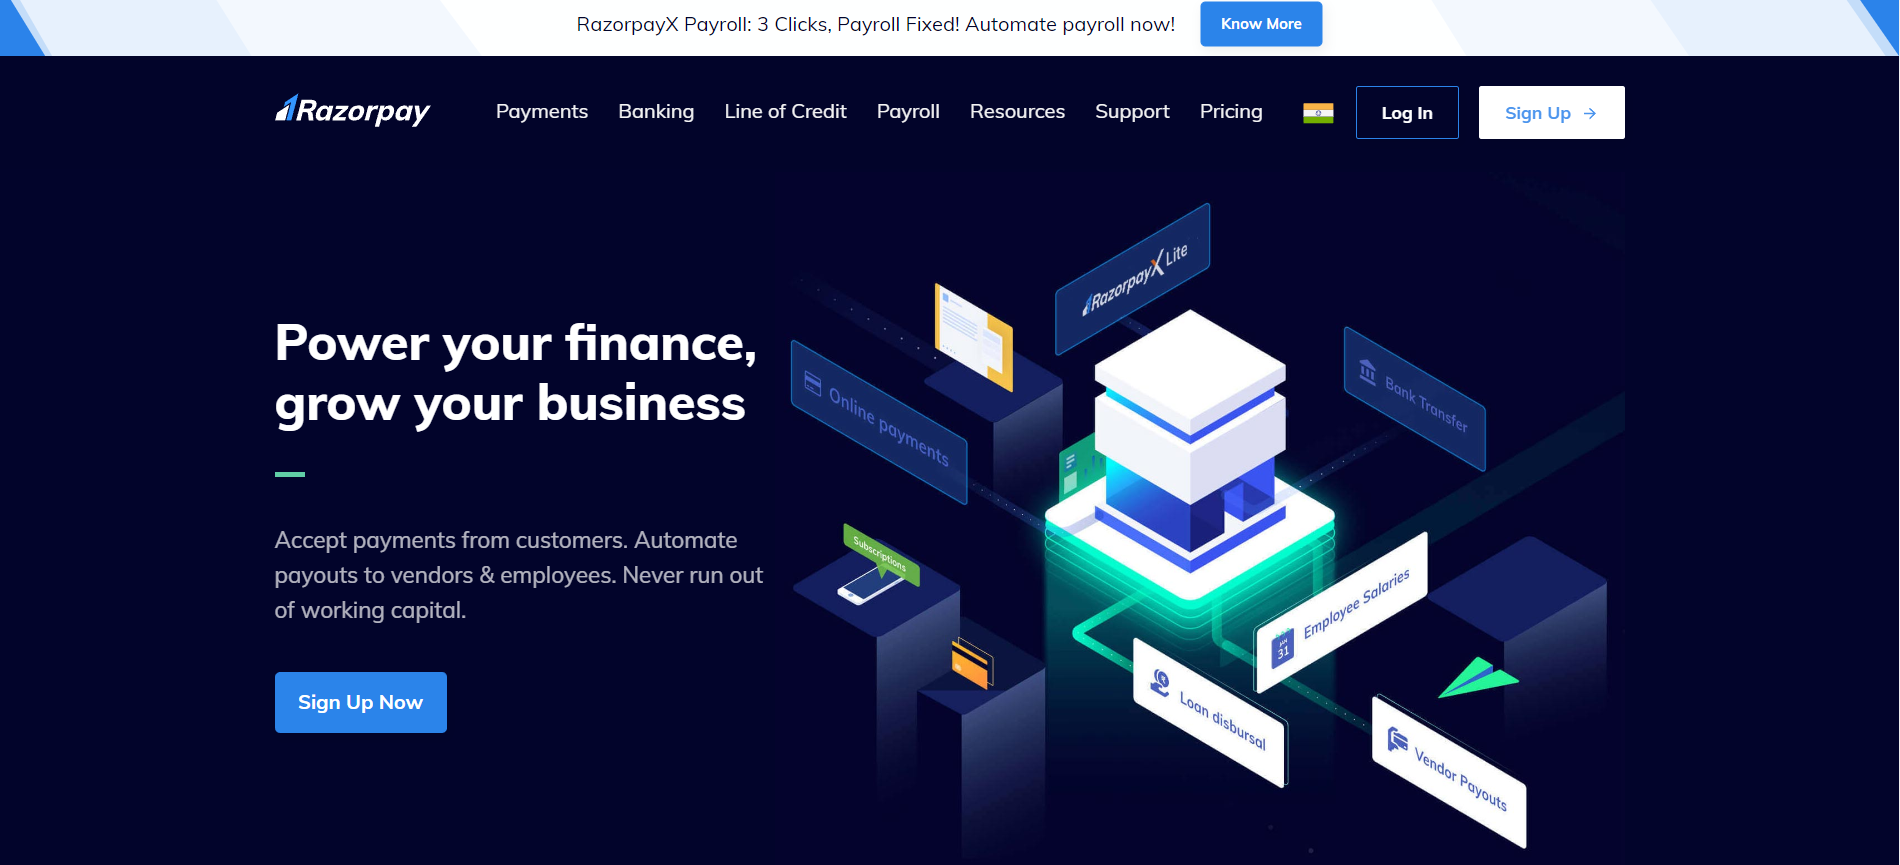 RazorpayX Payroll: 3 Clicks, Payroll Fixed! Automate payroll now!
Know More
Razorpay
Payments
Banking
Line of Credit
Payroll
Resources
Support
Pricing
Log In
Sign Up
Power your finance,
grow your business
Accept payments from customers. Automate
payouts to vendors & employees. Never run out
of working capital.
Sign Up Now
RazorpayX Lite
Online payments
Bank Transfer
Subscriptions
Employee Salaries
JAN
31
Loan disbursal
Vendor Payouts